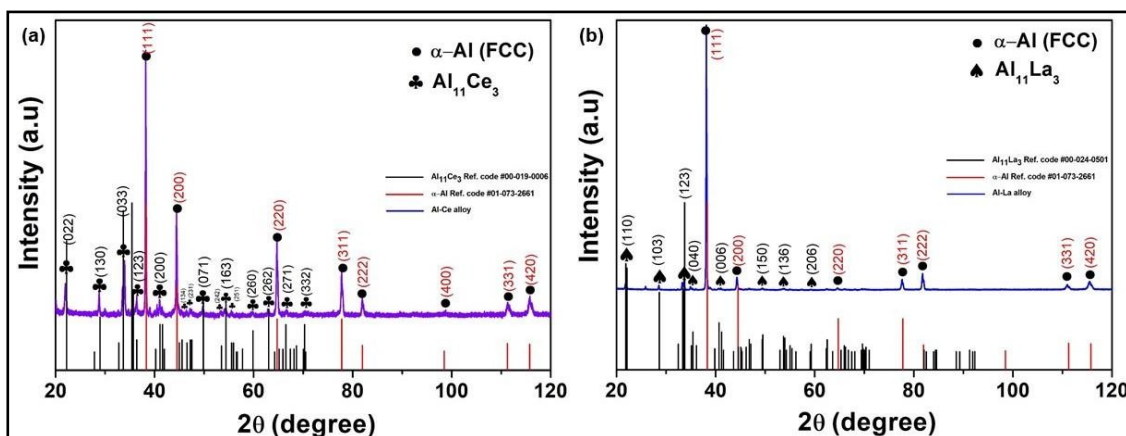 (a)
α–Al (FCC)
Al₁₁Ce₃
Al₁₁Ce₃ Ref. code #00-019-0006
α-Al Ref. code #01-073-2661
Al-Ce alloy
(022)
(130)
(033)
(123)
(111)
(200)
(200)
(134)
(231)
(071)
(242)
(163)
(260)
(262)
(220)
(271)
(332)
(311)
(222)
(400)
(331)
(420)
Intensity (a.u)
20 40 60 80 100 120
2θ (degree)
(b)
α–Al (FCC)
Al₁₁La₃
Al₁₁La₃ Ref. code #00-024-0501
α-Al Ref. code #01-073-2661
Al-La alloy
(110)
(103)
(123)
(040)
(111)
(006)
(200)
(150)
(136)
(206)
(220)
(311)
(222)
(331)
(420)
Intensity (a.u)
20 40 60 80 100 120
2θ (degree)